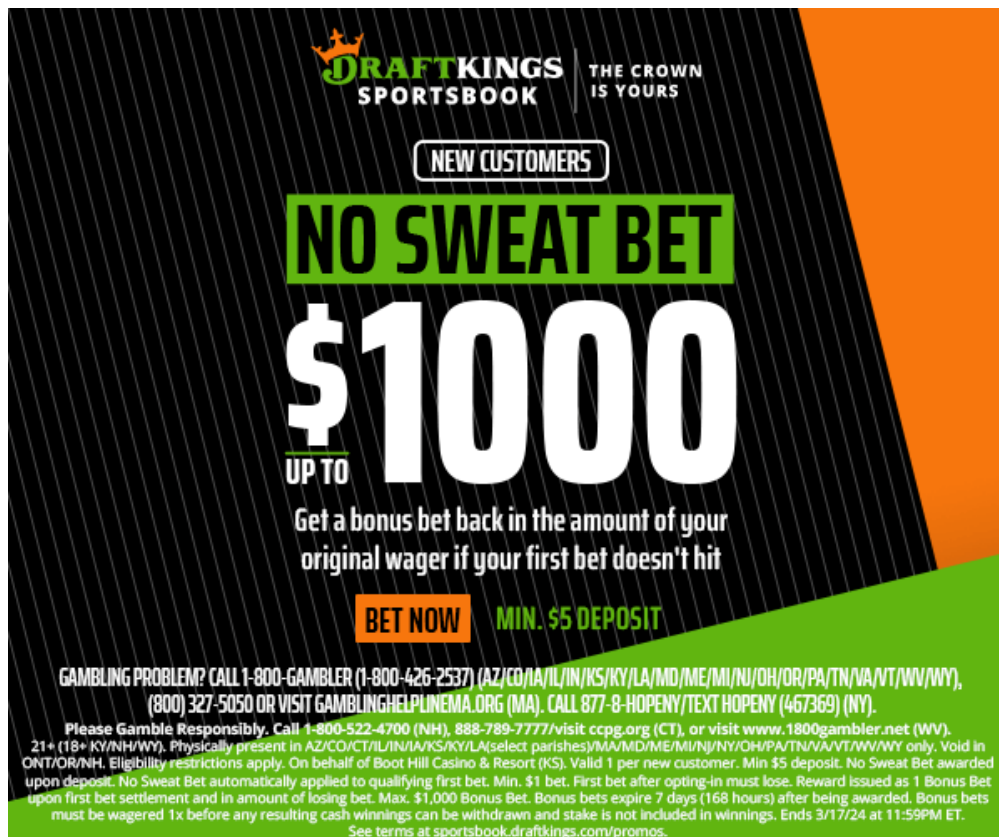 DRAFTKINGS
SPORTSBOOK
THE CROWN
IS YOURS
NEW CUSTOMERS
NO SWEAT BET
$1000
UP TO
Get a bonus bet back in the amount of your
original wager if your first bet doesn't hit
BET NOW
MIN. $5 DEPOSIT
GAMBLING PROBLEM? CALL 1-800-GAMBLER (1-800-426-2537) (AZ/CO/IA/IL/IN/KS/KY/LA/MD/ME/MI/NJ/OH/OR/PA/TN/VA/VT/WV/WY),
(800) 327-5050 OR VISIT GAMBLINGHELPLINEMA.ORG (MA). CALL 877-8-HOPENY/TEXT HOPENY (467369) (NY).
Please Gamble Responsibly. Call 1-800-522-4700 (NH), 888-789-7777/visit ccpg.org (CT), or visit www.1800gambler.net (WV).
21+ (18+ KY/NH/WY). Physically present in AZ/CO/CT/IL/IN/IA/KS/KY/LA(select parishes)/MA/MD/ME/MI/NJ/NY/OH/PA/TN/VA/VT/WV/WY only. Void in
ONT/OR/NH. Eligibility restrictions apply. On behalf of Boot Hill Casino & Resort (KS). Valid 1 per new customer. Min $5 deposit. No Sweat Bet awarded
upon deposit. No Sweat Bet automatically applied to qualifying first bet. Min. $1 bet. First bet after opting-in must lose. Reward issued as 1 Bonus Bet
upon first bet settlement and in amount of losing bet. Max. $1,000 Bonus Bet. Bonus bets expire 7 days (168 hours) after being awarded. Bonus bets
must be wagered 1x before any resulting cash winnings can be withdrawn and stake is not included in winnings. Ends 3/17/24 at 11:59PM ET.
See terms at sportsbook.draftkings.com/promos.